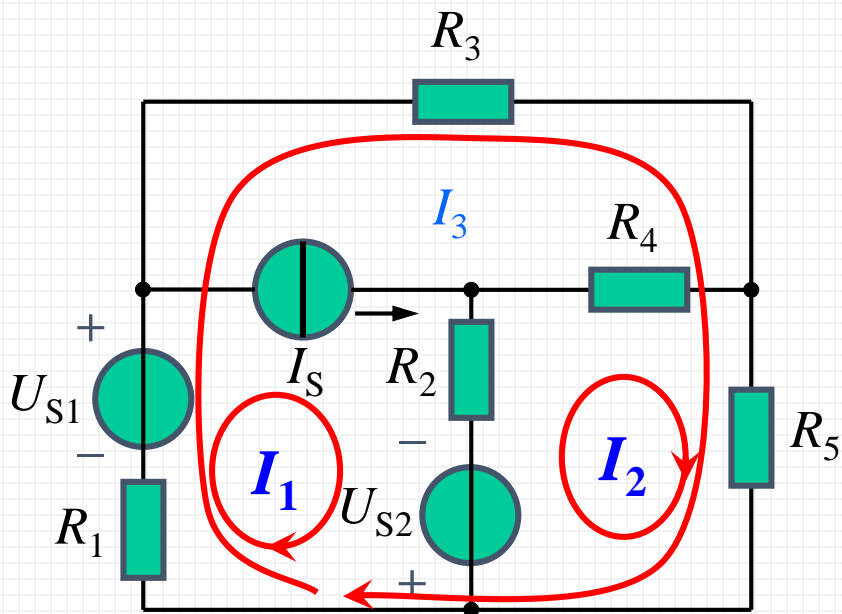 R3
I3
R4
+
IS
R2
US1
R5
−
−
I1
I2
US2
R1
+